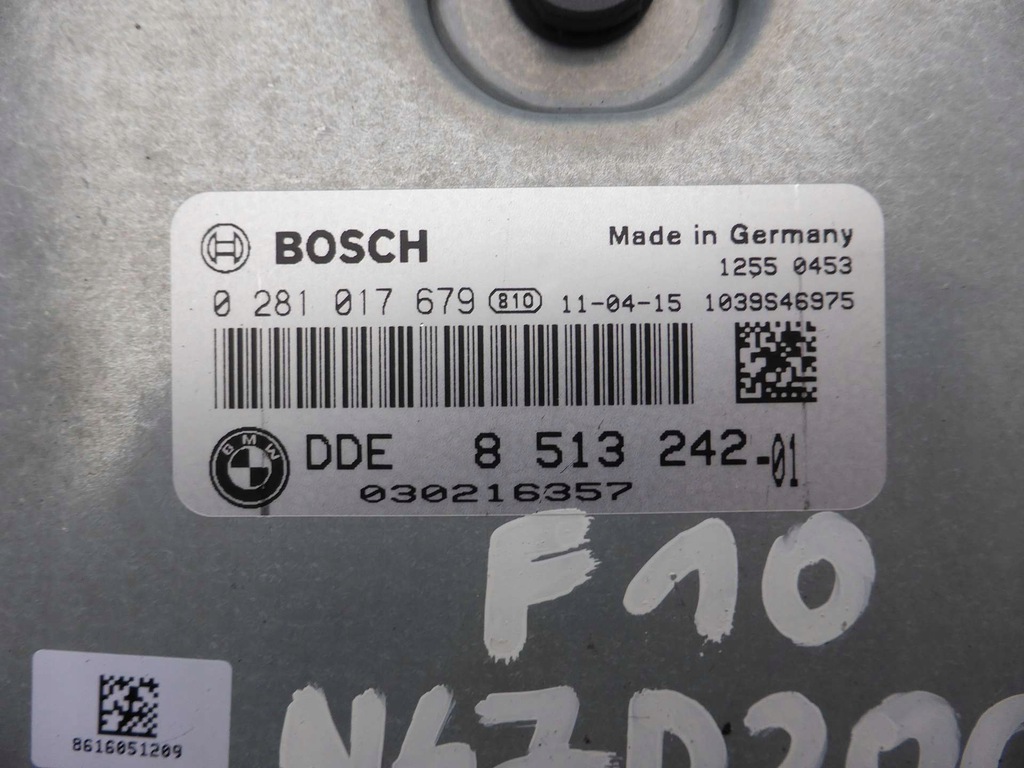 BOSCH
Made in Germany
1255 0453
0 281 017 679 810 11-04-15 1039S46975
BMW DDE 8 513 242-01
030216357
F10
8616051209